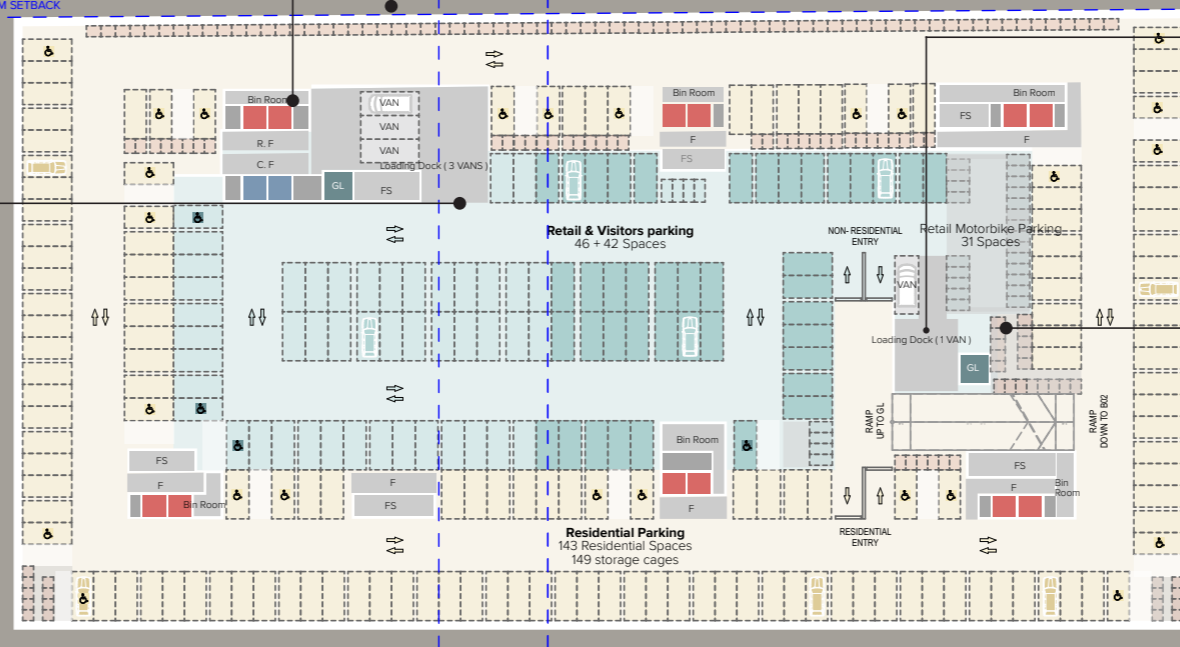 M SETBACK
Bin Room
VAN
VAN
VAN
Loading Dock ( 3 VANS )
R. F
C. F
GL
FS
Bin Room
F
FS
Bin Room
FS
F
Retail & Visitors parking
46 + 42 Spaces
NON- RESIDENTIAL
ENTRY
Retail Motorbike Parking
31 Spaces
VAN
Loading Dock ( 1 VAN )
GL
RAMP
UP TO GL
RAMP
DOWN TO B02
FS
F
Bin Room
F
FS
Bin Room
F
FS
F
Bin
Room
Residential Parking
143 Residential Spaces
149 storage cages
RESIDENTIAL
ENTRY